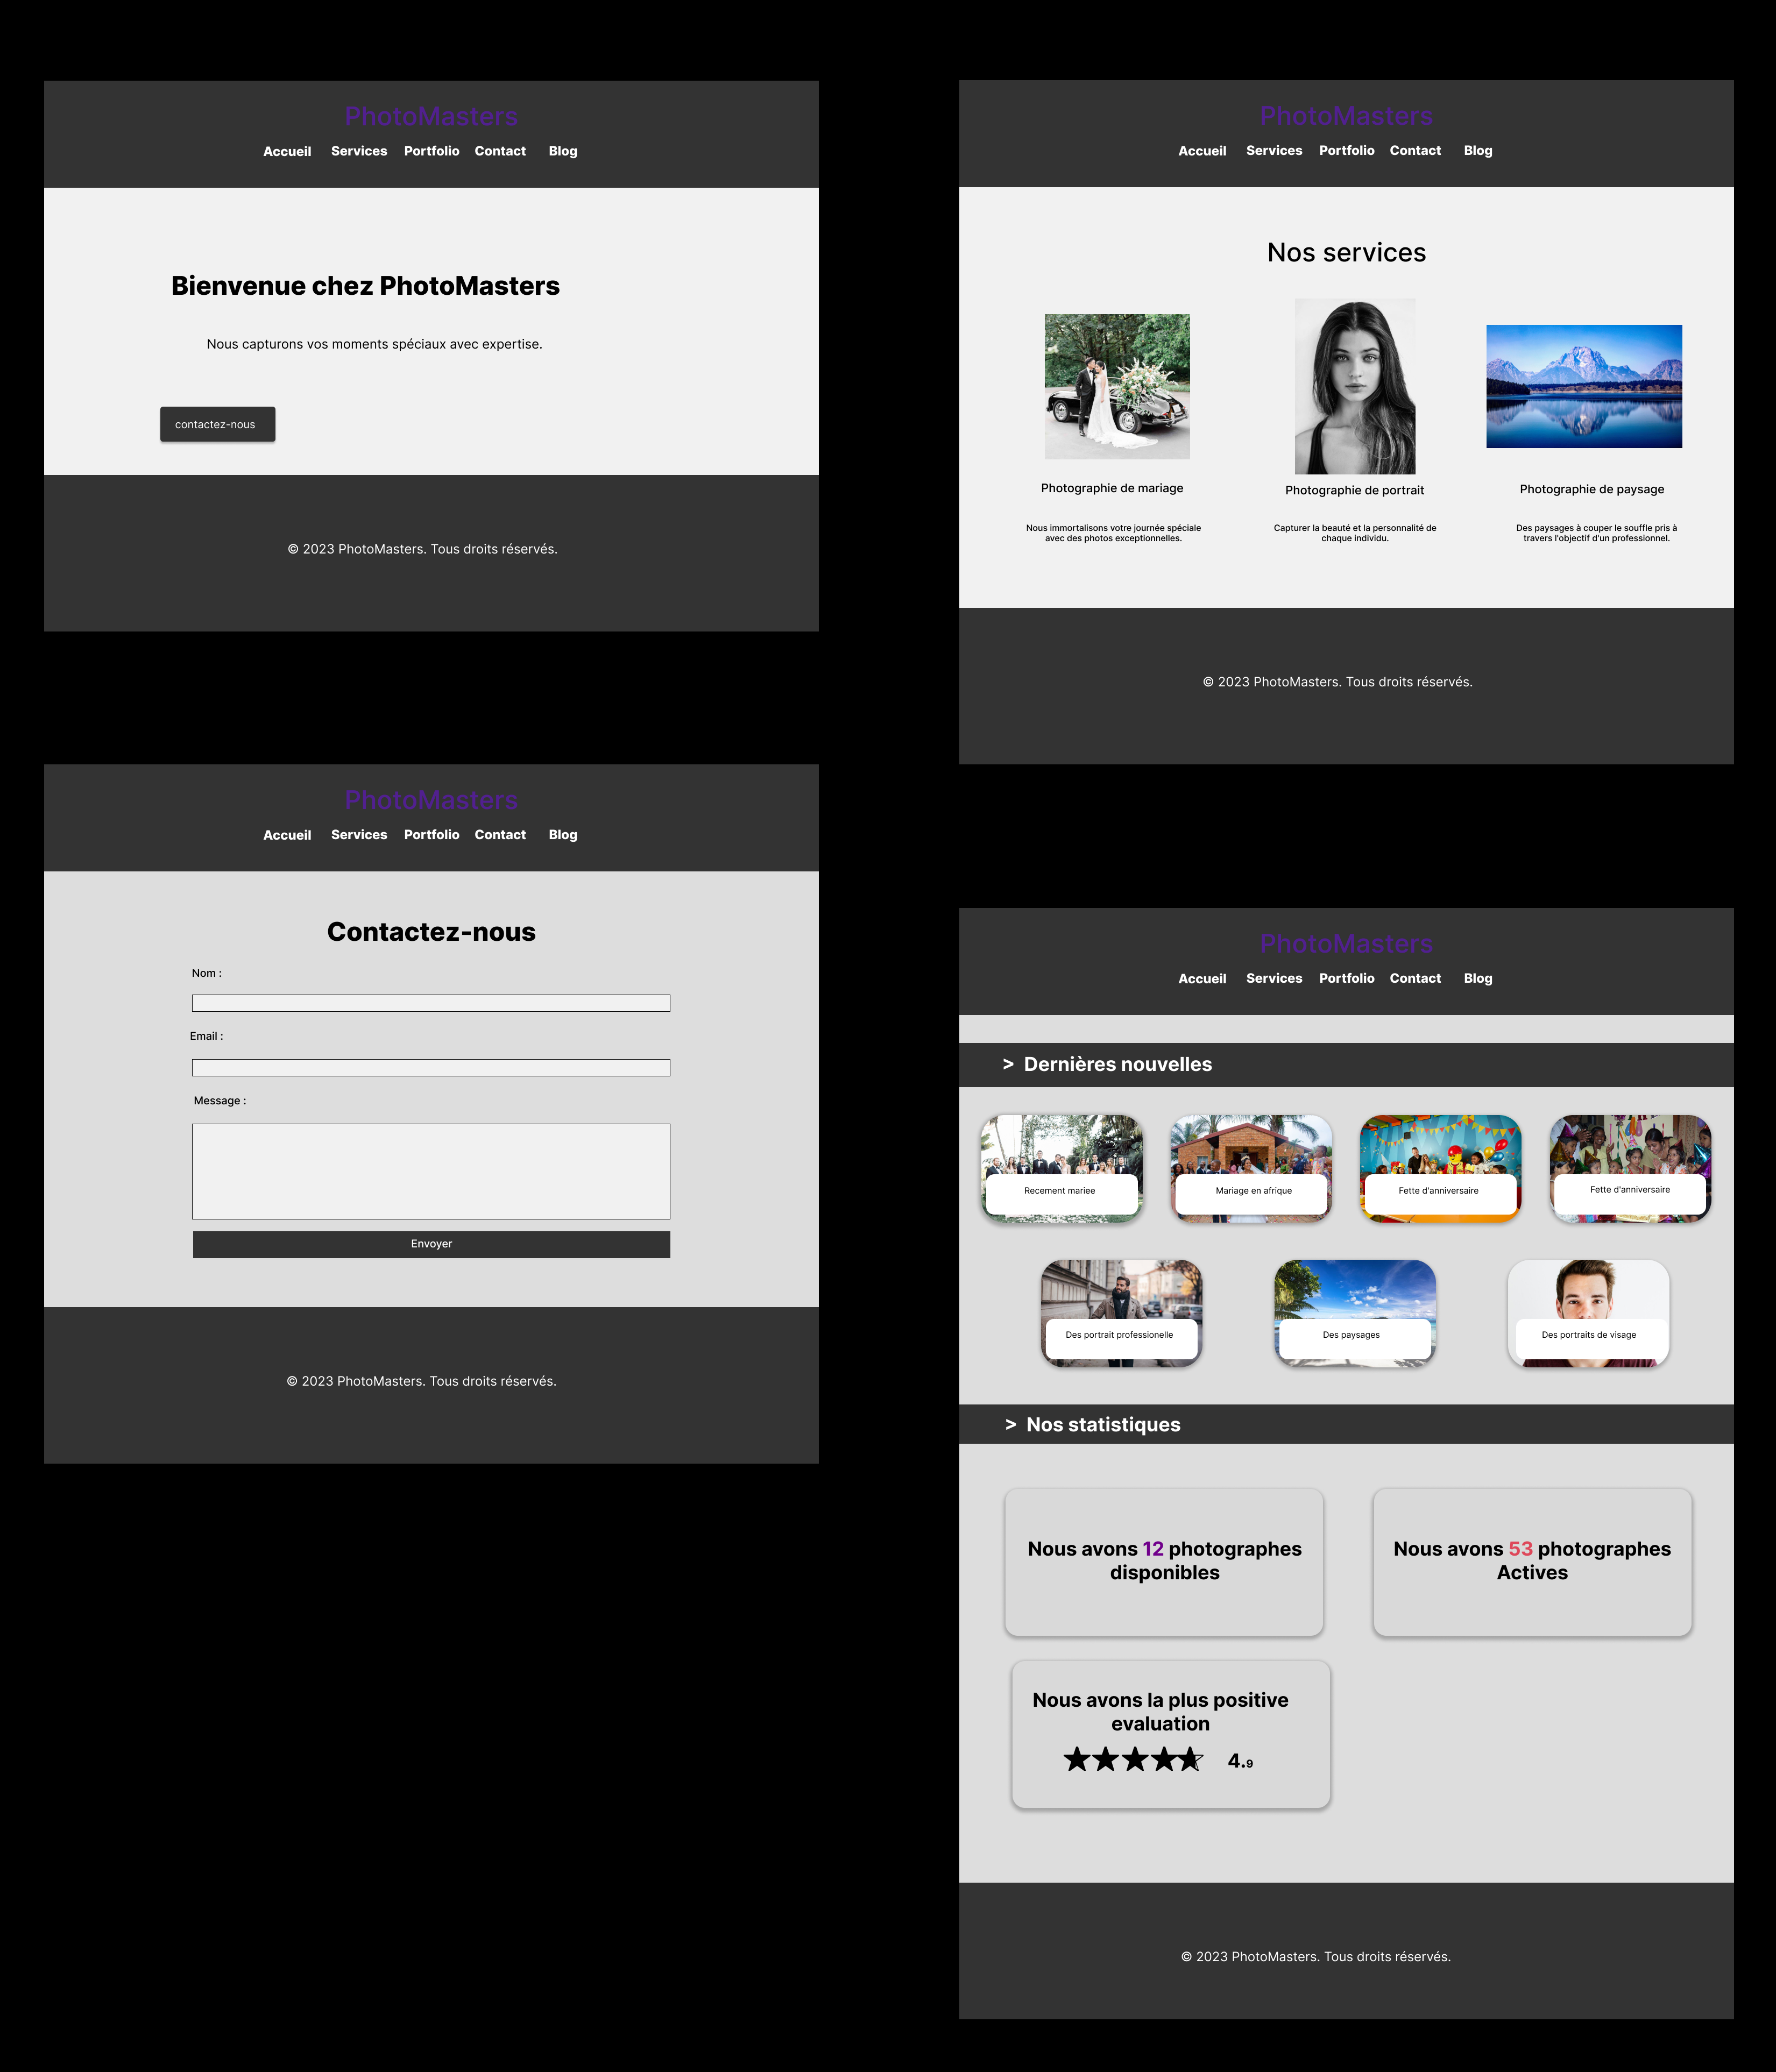 PhotoMasters
Accueil Services Portfolio Contact Blog
Bienvenue chez PhotoMasters
Nous capturons vos moments spéciaux avec expertise.
contactez-nous
© 2023 PhotoMasters. Tous droits réservés.
PhotoMasters
Accueil Services Portfolio Contact Blog
Nos services
Photographie de mariage
Nous immortalisons votre journée spéciale
avec des photos exceptionnelles.
Photographie de portrait
Capturer la beauté et la personnalité de
chaque individu.
Photographie de paysage
Des paysages à couper le souffle pris à
travers l'objectif d'un professionnel.
© 2023 PhotoMasters. Tous droits réservés.
PhotoMasters
Accueil Services Portfolio Contact Blog
Contactez-nous
Nom :
Email :
Message :
Envoyer
© 2023 PhotoMasters. Tous droits réservés.
PhotoMasters
Accueil Services Portfolio Contact Blog
> Dernières nouvelles
Recement mariee
Mariage en afrique
Fette d'anniversaire
Fette d'anniversaire
Des portrait professionelle
Des paysages
Des portraits de visage
> Nos statistiques
Nous avons 12 photographes
disponibles
Nous avons 53 photographes
Actives
Nous avons la plus positive
evaluation
4.9
© 2023 PhotoMasters. Tous droits réservés.